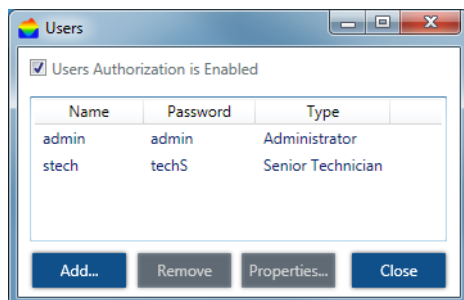 Users
Users Authorization is Enabled
Name Password Type
admin admin Administrator
stech techS Senior Technician
Add... Remove Properties... Close